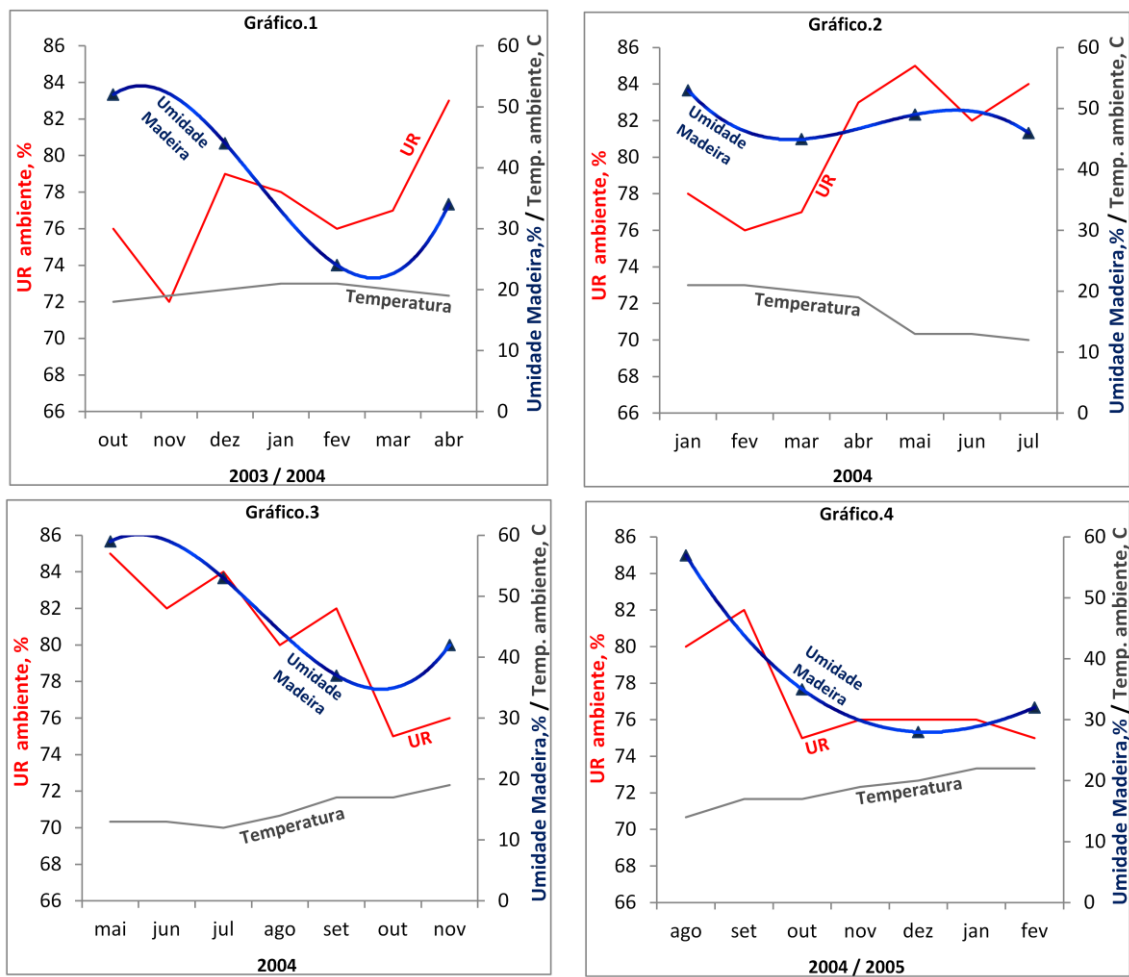 Gráfico.1
UR ambiente, %
86
84
82
80
78
76
74
72
70
68
66
Umidade
Madeira
UR
Temperatura
60
50
40
30
20
10
0
Umidade Madeira,% / Temp. ambiente, C
out nov dez jan fev mar abr
2003 / 2004
Gráfico.2
UR ambiente, %
86
84
82
80
78
76
74
72
70
68
66
Umidade
Madeira
UR
Temperatura
60
50
40
30
20
10
0
Umidade Madeira,% / Temp. ambiente, C
jan fev mar abr mai jun jul
2004
Gráfico.3
UR ambiente, %
86
84
82
80
78
76
74
72
70
68
66
Umidade
Madeira
UR
Temperatura
60
50
40
30
20
10
0
Umidade Madeira,% / Temp. ambiente, C
mai jun jul ago set out nov
2004
Gráfico.4
UR ambiente, %
86
84
82
80
78
76
74
72
70
68
66
Umidade
Madeira
UR
Temperatura
60
50
40
30
20
10
0
Umidade Madeira,% / Temp. ambiente, C
ago set out nov dez jan fev
2004 / 2005